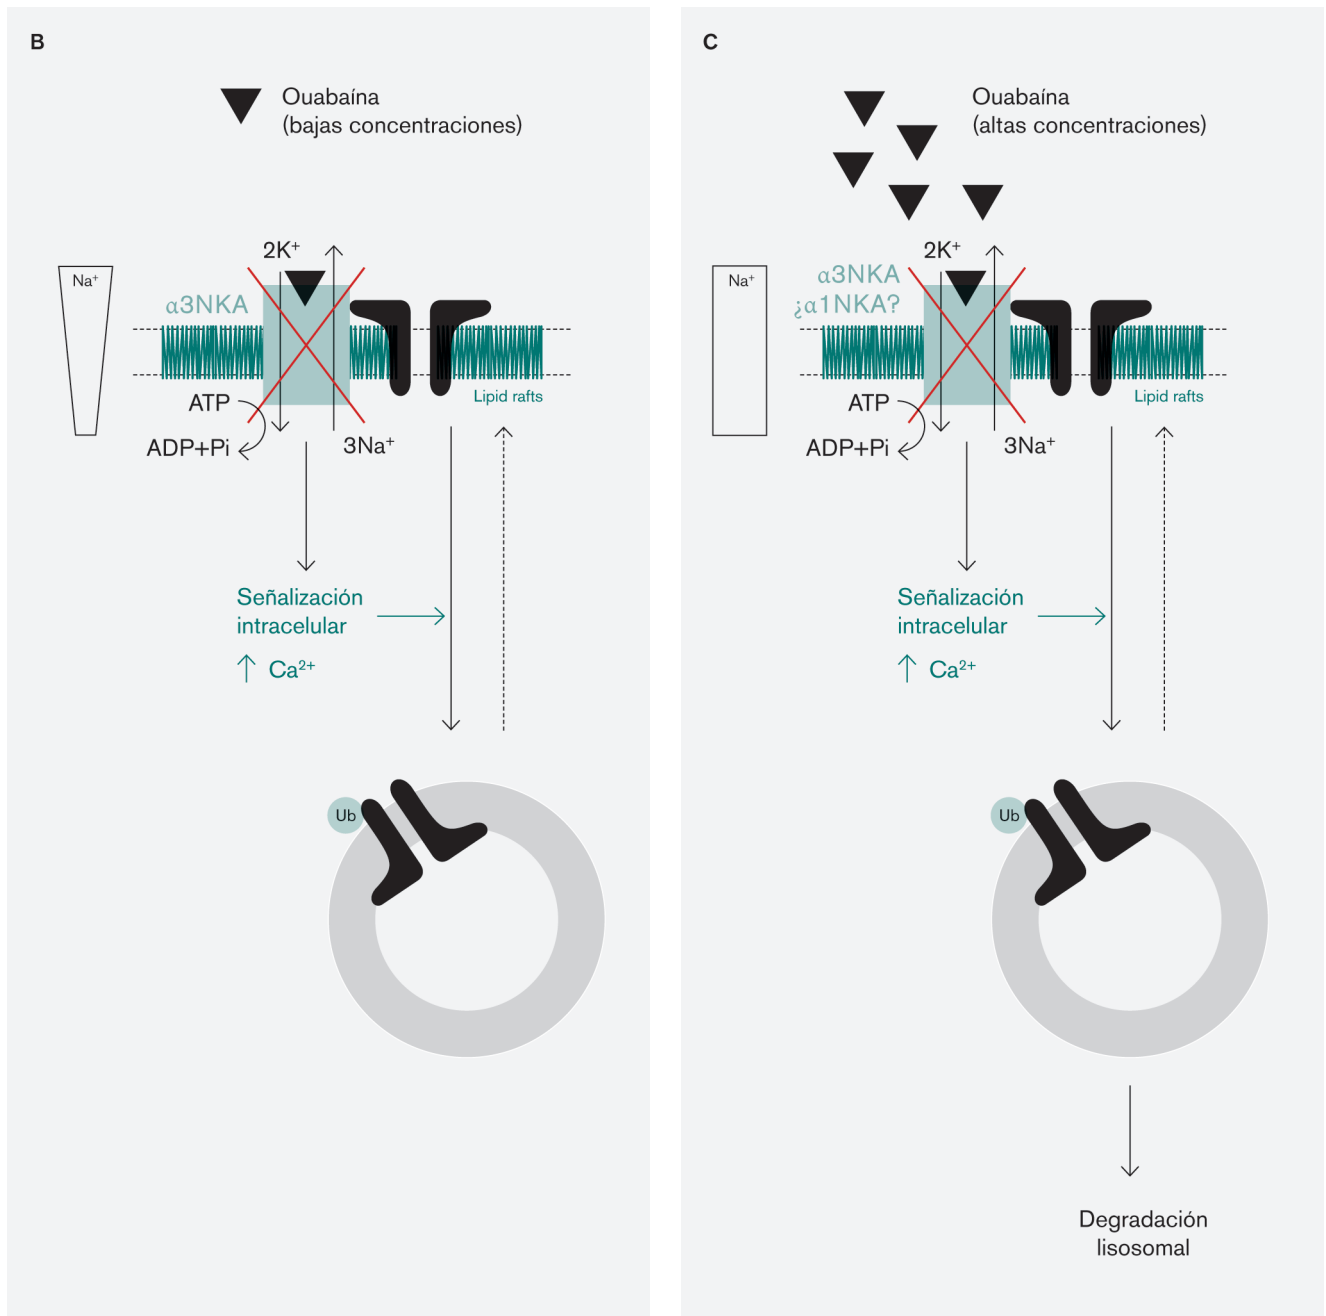 B
Ouabaína
(bajas concentraciones)
2K⁺
Na⁺
α3NKA
Lipid rafts
ATP
ADP+Pi
3Na⁺
Señalización
intracelular
↑ Ca²⁺
Ub
C
Ouabaína
(altas concentraciones)
2K⁺
Na⁺
α3NKA
¿α1NKA?
Lipid rafts
ATP
ADP+Pi
3Na⁺
Señalización
intracelular
↑ Ca²⁺
Ub
Degradación
lisosomal